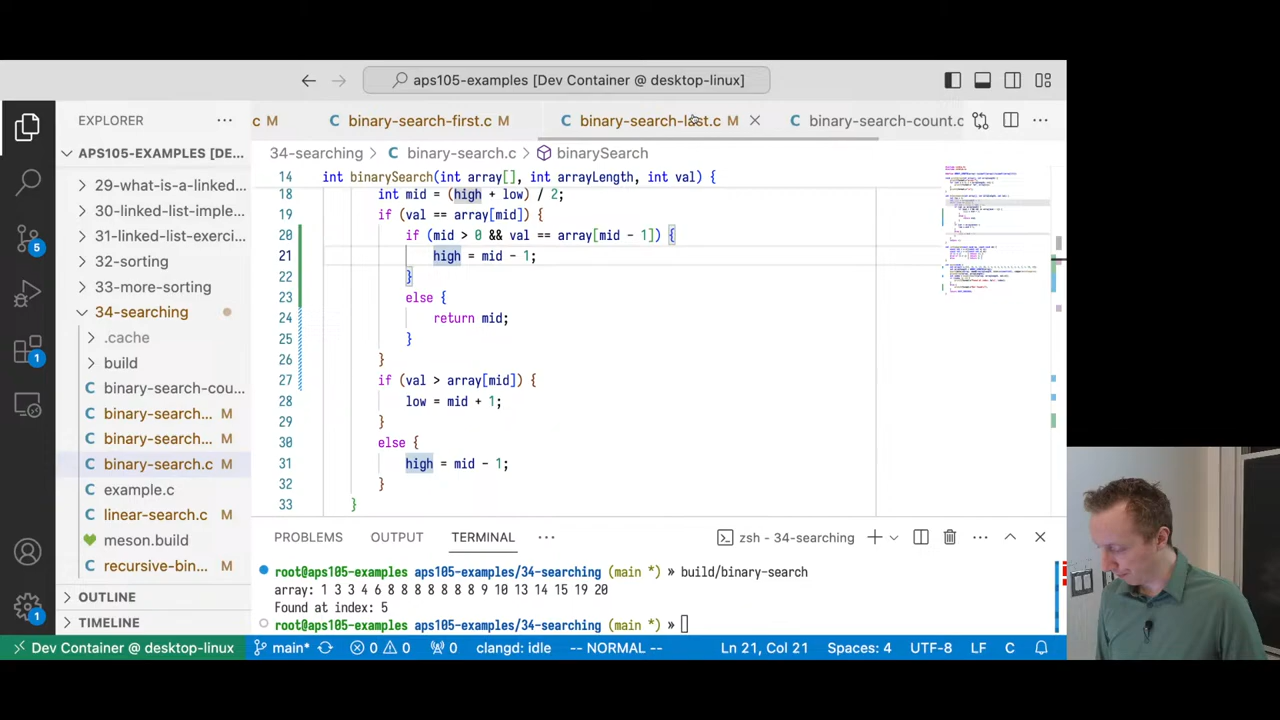 aps105-examples [Dev Container @ desktop-linux]
EXPLORER
c M
binary-search-first.c M
binary-search-last.c M
binary-search-count.c
APS105-EXAMPLES [DE...
34-searching > C binary-search.c > binarySearch
29-what-is-a-linked...
30-linked-list-imple...
31-linked-list-exerci...
32-sorting
33-more-sorting
34-searching
.cache
build
C binary-search-cou...
C binary-search... M
C binary-search... M
C binary-search.c M
C example.c
C linear-search.c M
meson.build
C recursive-bin... M
OUTLINE
TIMELINE
14 int binarySearch(int array[], int arrayLength, int val) {
int mid = (high + low) / 2;
19 if (val == array[mid]) {
20 if (mid > 0 && val == array[mid - 1]) {
21 high = mid - 1;
22 }
23 else {
24 return mid;
25 }
26 }
27 if (val > array[mid]) {
28 low = mid + 1;
29 }
30 else {
31 high = mid - 1;
32 }
33 }
5
1
1
PROBLEMS OUTPUT TERMINAL ...
zsh - 34-searching
root@aps105-examples aps105-examples/34-searching (main *) » build/binary-search
array: 1 3 3 4 6 8 8 8 8 8 8 8 9 10 13 14 15 19 20
Found at index: 5
root@aps105-examples aps105-examples/34-searching (main *) »
Dev Container @ desktop-linux main* 0 0 0 clangd: idle -- NORMAL -- Ln 21, Col 21 Spaces: 4 UTF-8 LF C